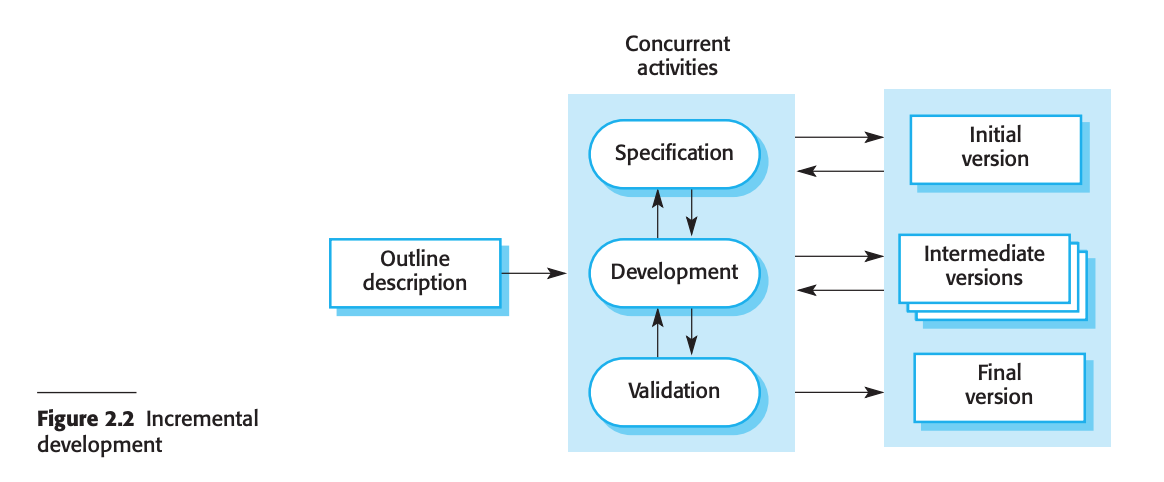 Concurrent
activities
Specification
Initial
version
Outline
description
Development
Intermediate
versions
Validation
Final
version
Figure 2.2 Incremental
development